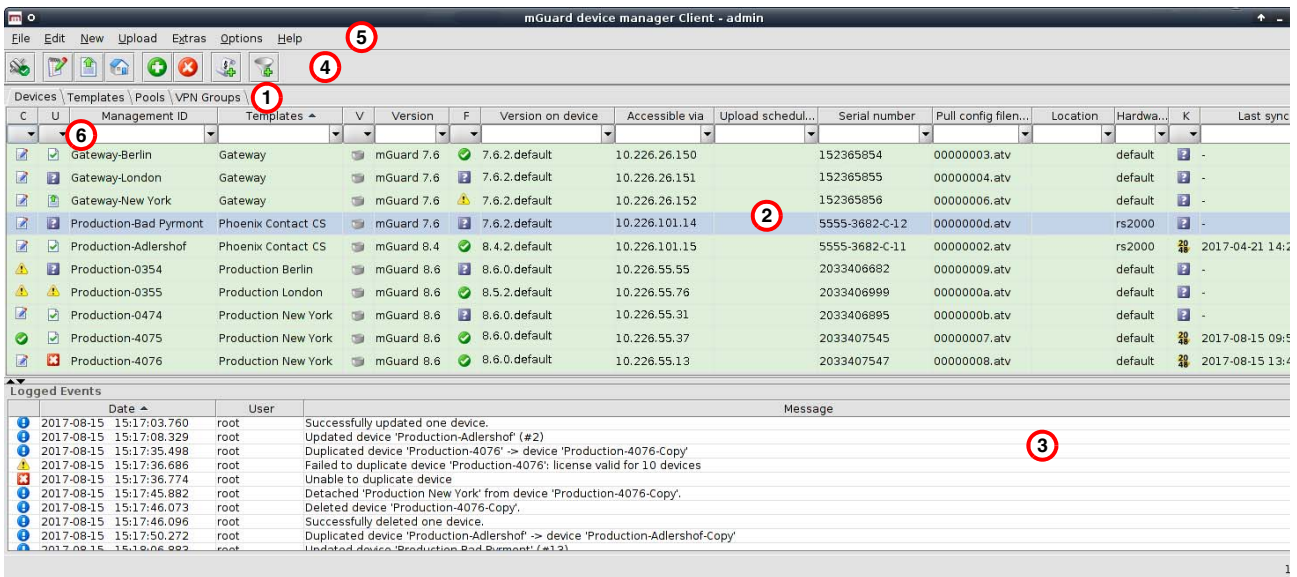 mGuard device manager Client - admin
File Edit New Upload Extras Options Help 5
4
Devices Templates Pools VPN Groups 1
C U Management ID Templates V Version F Version on device Accessible via Upload schedul... Serial number Pull config filen... Location Hardwa... K Last sync
6
Gateway-Berlin Gateway mGuard 7.6 7.6.2.default 10.226.26.150 152365854 00000003.atv default ? -
Gateway-London ? Gateway mGuard 7.6 ? 7.6.2.default 10.226.26.151 152365855 00000004.atv default ? -
Gateway-New York Gateway mGuard 7.6 7.6.2.default 10.226.26.152 152365856 00000006.atv default ? -
? Production-Bad Pyrmont Phoenix Contact CS mGuard 7.6 ? 7.6.2.default 10.226.101.14 2 5555-3682-C-12 0000000d.atv rs2000 ? -
Production-Adlershof Phoenix Contact CS mGuard 8.4 8.4.2.default 10.226.101.15 5555-3682-C-11 00000002.atv rs2000 2048 2017-04-21 14:2
? Production-0354 Production Berlin mGuard 8.6 ? 8.6.0.default 10.226.55.55 2033406682 00000009.atv default ? -
Production-0355 Production London mGuard 8.6 8.5.2.default 10.226.55.76 2033406999 0000000a.atv default ? -
Production-0474 Production New York mGuard 8.6 ? 8.6.0.default 10.226.55.31 2033406895 0000000b.atv default ? -
Production-4075 Production New York mGuard 8.6 8.6.0.default 10.226.55.37 2033407545 00000007.atv default 2048 2017-08-15 09:5
Production-4076 Production New York mGuard 8.6 8.6.0.default 10.226.55.13 2033407547 00000008.atv default 2048 2017-08-15 13:4
Logged Events
Date User Message
2017-08-15 15:17:03.760 root Successfully updated one device.
2017-08-15 15:17:08.329 root Updated device 'Production-Adlershof' (#2)
2017-08-15 15:17:35.498 root Duplicated device 'Production-4076' -> device 'Production-4076-Copy' 3
2017-08-15 15:17:36.686 root Failed to duplicate device 'Production-4076': license valid for 10 devices
2017-08-15 15:17:36.774 root Unable to duplicate device
2017-08-15 15:17:45.882 root Detached 'Production New York' from device 'Production-4076-Copy'.
2017-08-15 15:17:46.073 root Deleted device 'Production-4076-Copy'.
2017-08-15 15:17:46.096 root Successfully deleted one device.
2017-08-15 15:17:50.272 root Duplicated device 'Production-Adlershof' -> device 'Production-Adlershof-Copy'
2017-08-15 15:18:06.883 root Updated device 'Production-Bad Pyrmont' (#13)
1